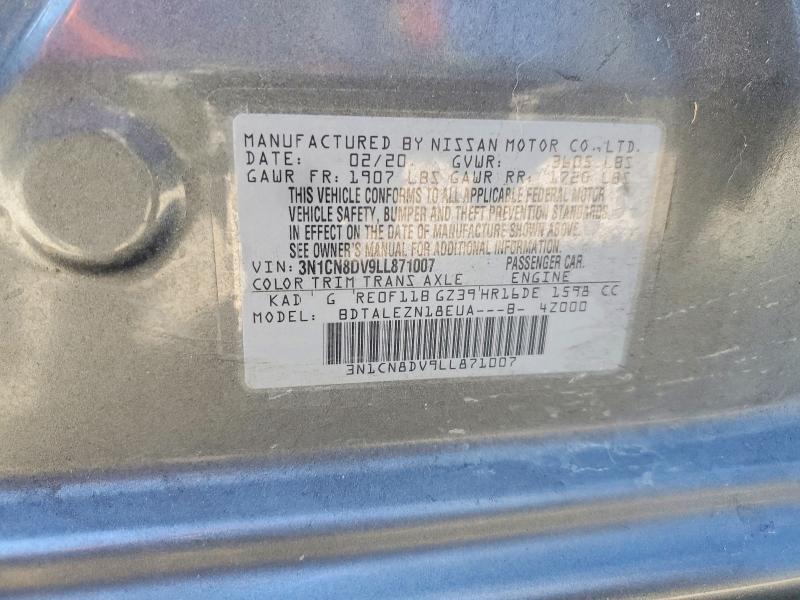 MANUFACTURED BY NISSAN MOTOR CO., LTD.
DATE: 02/20 GVWR: 3605 LBS
GAWR FR: 1907 LBS GAWR RR: 1720 LBS
THIS VEHICLE CONFORMS TO ALL APPLICABLE FEDERAL MOTOR
VEHICLE SAFETY, BUMPER AND THEFT PREVENTION STANDARDS
IN EFFECT ON THE DATE OF MANUFACTURE SHOWN ABOVE.
SEE OWNER'S MANUAL FOR ADDITIONAL INFORMATION.
VIN: 3N1CN8DV9LL871007 PASSENGER CAR.
COLOR TRIM TRANS AXLE ENGINE
KAD G RE0F11B GZ39 HR16DE 1598 CC
MODEL: BDTALEZN18EUA---B- 4Z000
3N1CN8DV9LL871007